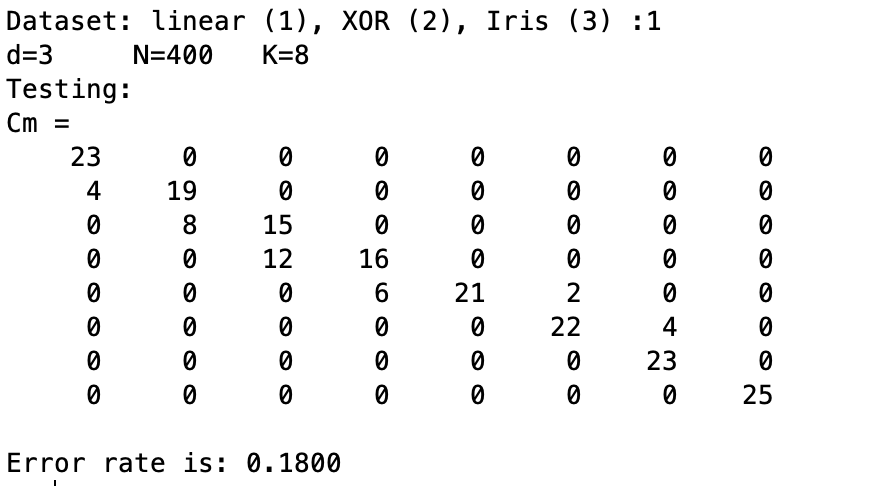 Dataset: linear (1), XOR (2), Iris (3) :1
d=3     N=400   K=8
Testing:
Cm =
    23     0     0     0     0     0     0     0
     4    19     0     0     0     0     0     0
     0     8    15     0     0     0     0     0
     0     0    12    16     0     0     0     0
     0     0     0     6    21     2     0     0
     0     0     0     0     0    22     4     0
     0     0     0     0     0     0    23     0
     0     0     0     0     0     0     0    25
Error rate is: 0.1800